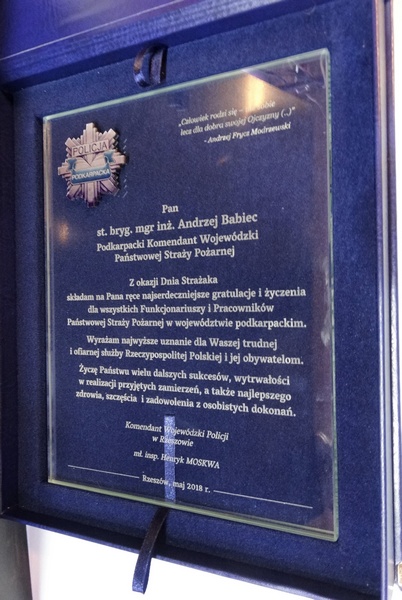 „Człowiek rodzi się – nie sobie
lecz dla dobra swojej Ojczyzny (..)”
- Andrzej Frycz Modrzewski
POLICJA
PODKARPACKA
Pan
st. bryg. mgr inż. Andrzej Babiec
Podkarpacki Komendant Wojewódzki
Państwowej Straży Pożarnej
Z okazji Dnia Strażaka
składam na Pana ręce najserdeczniejsze gratulacje i życzenia
dla wszystkich Funkcjonariuszy i Pracowników
Państwowej Straży Pożarnej w województwie podkarpackim.
Wyrażam najwyższe uznanie dla Waszej trudnej
i ofiarnej służby Rzeczypospolitej Polskiej i jej obywatelom.
Życzę Państwu wielu dalszych sukcesów, wytrwałości
w realizacji przyjętych zamierzeń, a także najlepszego
zdrowia, szczęścia i zadowolenia z osobistych dokonań.
Komendant Wojewódzki Policji
w Rzeszowie
mł. insp. Henryk MOSKWA
Rzeszów, maj 2018 r.